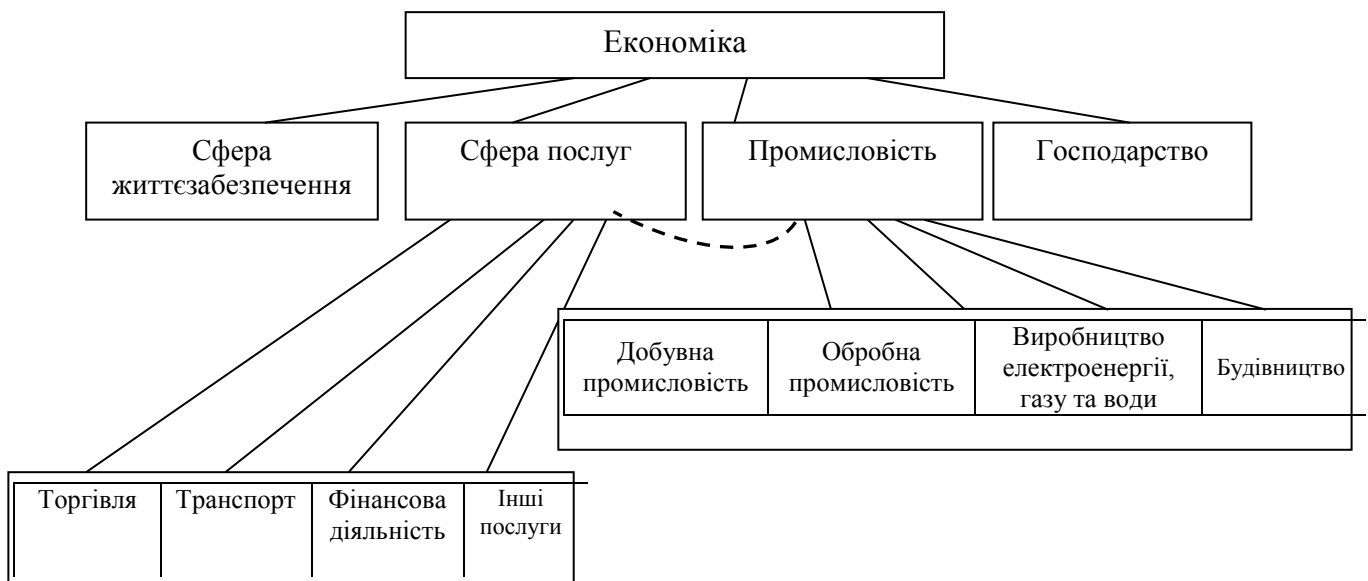 Економіка
Сфера
життєзабезпечення
Сфера послуг
Промисловість
Господарство
Добувна
промисловість
Обробна
промисловість
Виробництво
електроенергії,
газу та води
Будівництво
Торгівля
Транспорт
Фінансова
діяльність
Інші
послуги